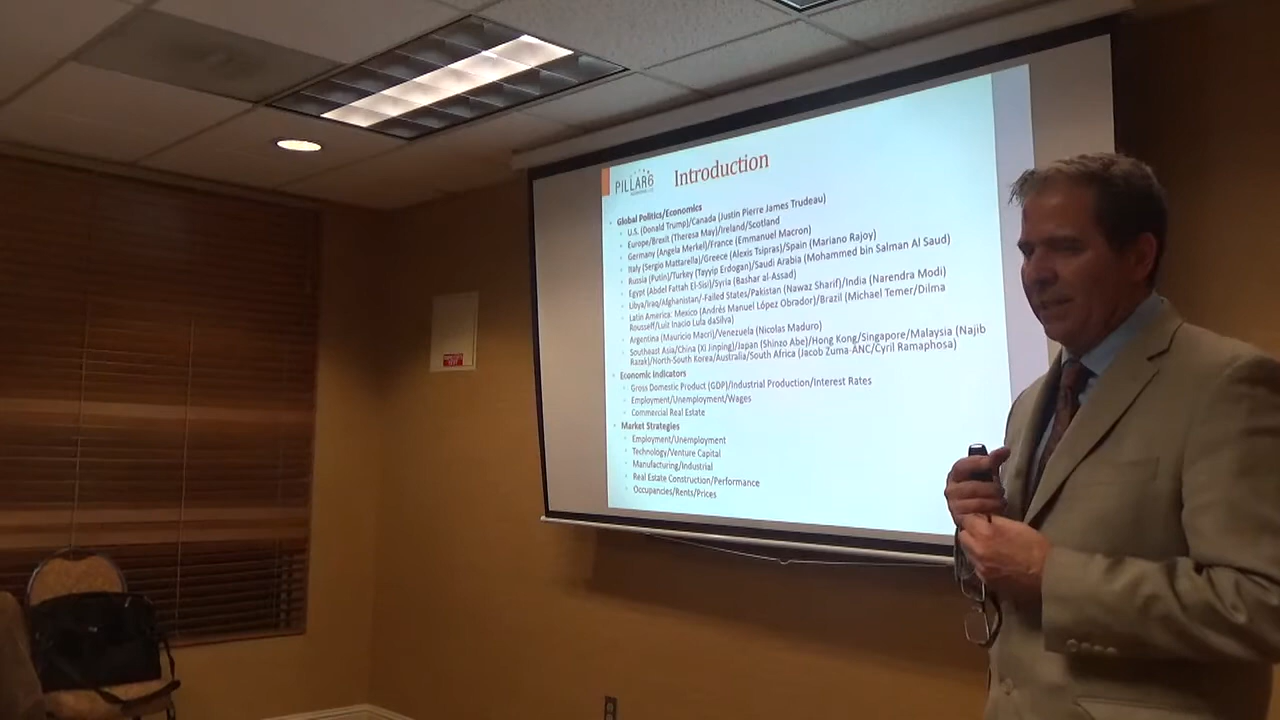 PILLAR6
Introduction
Global Politics/Economics
U.S. (Donald Trump)/Canada (Justin Pierre James Trudeau)
Europe/Brexit (Theresa May)/Ireland/Scotland
Germany (Angela Merkel)/France (Emmanuel Macron)
Italy (Sergio Mattarella)/Greece (Alexis Tsipras)/Spain (Mariano Rajoy)
Russia (Putin)/Turkey (Tayyip Erdogan)/Saudi Arabia (Mohammed bin Salman Al Saud)
Egypt (Abdel Fattah El-Sisi)/Syria (Bashar al-Assad)
Libya/Iraq/Afghanistan/-Failed States/Pakistan (Nawaz Sharif)/India (Narendra Modi)
Latin America: Mexico (Andrés Manuel López Obrador)/Brazil (Michael Temer/Dilma
Rousseff/Luiz Inacio Lula daSilva)
Argentina (Mauricio Macri)/Venezuela (Nicolas Maduro)
Southeast Asia/China (Xi Jinping)/Japan (Shinzo Abe)/Hong Kong/Singapore/Malaysia (Najib
Razak)/North-South Korea/Australia/South Africa (Jacob Zuma-ANC/Cyril Ramaphosa)
Economic Indicators
Gross Domestic Product (GDP)/Industrial Production/Interest Rates
Employment/Unemployment/Wages
Commercial Real Estate
Market Strategies
Employment/Unemployment
Technology/Venture Capital
Manufacturing/Industrial
Real Estate Construction/Performance
Occupancies/Rents/Prices